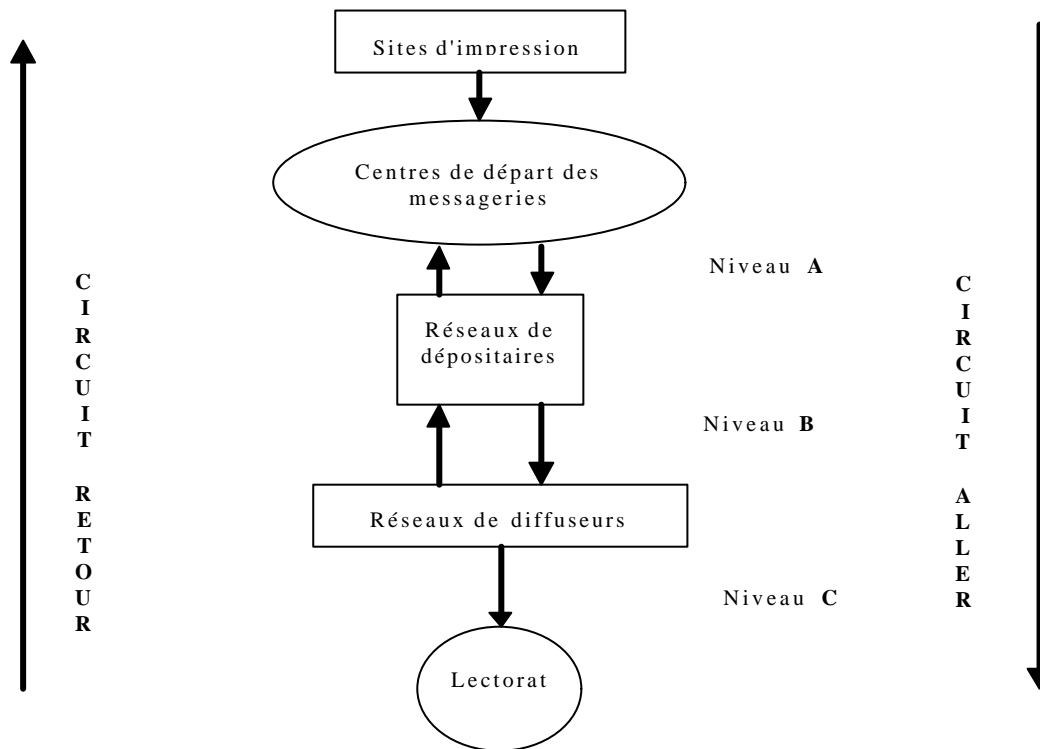 Sites d'impression
Centres de départ des
messageries
Niveau A
Réseaux de
dépositaires
Niveau B
Réseaux de diffuseurs
Niveau C
Lectorat
CIRCUIT RETOUR
CIRCUIT ALLER